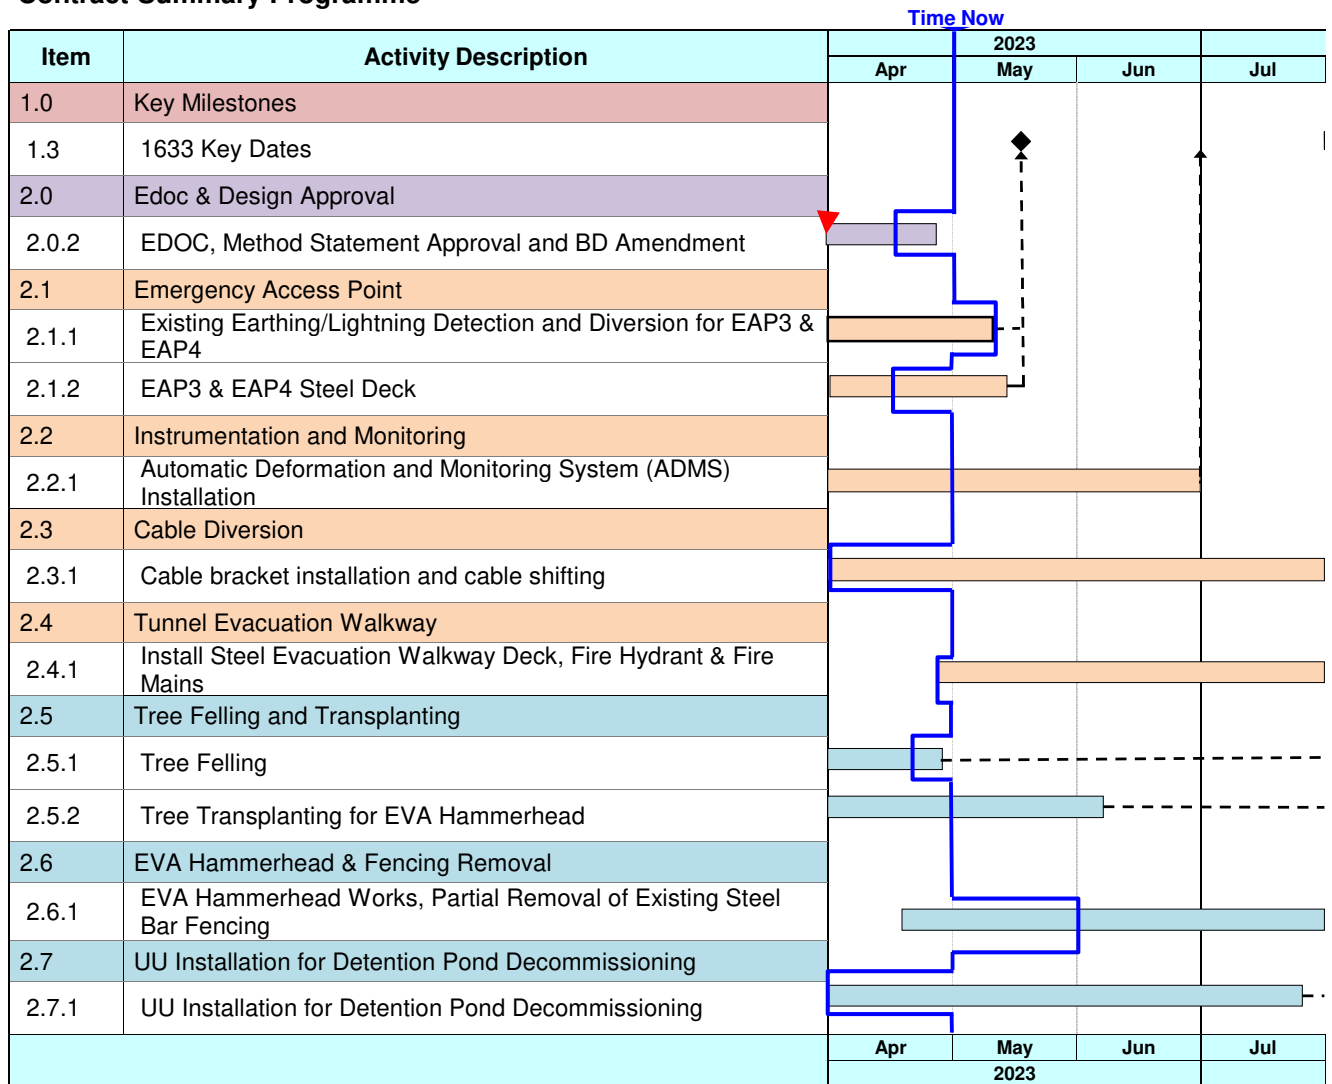 Contract Summary Programme
Time Now
Item
Activity Description
2023
Apr
May
Jun
Jul
1.0
Key Milestones
1.3
1633 Key Dates
2.0
Edoc & Design Approval
2.0.2
EDOC, Method Statement Approval and BD Amendment
2.1
Emergency Access Point
2.1.1
Existing Earthing/Lightning Detection and Diversion for EAP3 &
EAP4
2.1.2
EAP3 & EAP4 Steel Deck
2.2
Instrumentation and Monitoring
2.2.1
Automatic Deformation and Monitoring System (ADMS)
Installation
2.3
Cable Diversion
2.3.1
Cable bracket installation and cable shifting
2.4
Tunnel Evacuation Walkway
2.4.1
Install Steel Evacuation Walkway Deck, Fire Hydrant & Fire
Mains
2.5
Tree Felling and Transplanting
2.5.1
Tree Felling
2.5.2
Tree Transplanting for EVA Hammerhead
2.6
EVA Hammerhead & Fencing Removal
2.6.1
EVA Hammerhead Works, Partial Removal of Existing Steel
Bar Fencing
2.7
UU Installation for Detention Pond Decommissioning
2.7.1
UU Installation for Detention Pond Decommissioning
Apr
May
Jun
Jul
2023